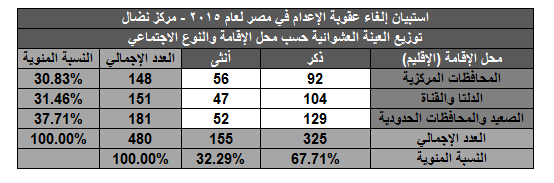 استبيان إلغاء عقوبة الإعدام في مصر لعام ٢٠١٥ - مركز نضال
توزيع العينة العشوائية حسب محل الإقامة والنوع الاجتماعي
محل الإقامة (الإقليم) ذكر أنثى العدد الإجمالي النسبة المئوية
المحافظات المركزية 92 56 148 30.83%
الدلتا والقناة 104 47 151 31.46%
الصعيد والمحافظات الحدودية 129 52 181 37.71%
العدد الإجمالي 325 155 480 100.00%
النسبة المئوية 67.71% 32.29% 100.00%